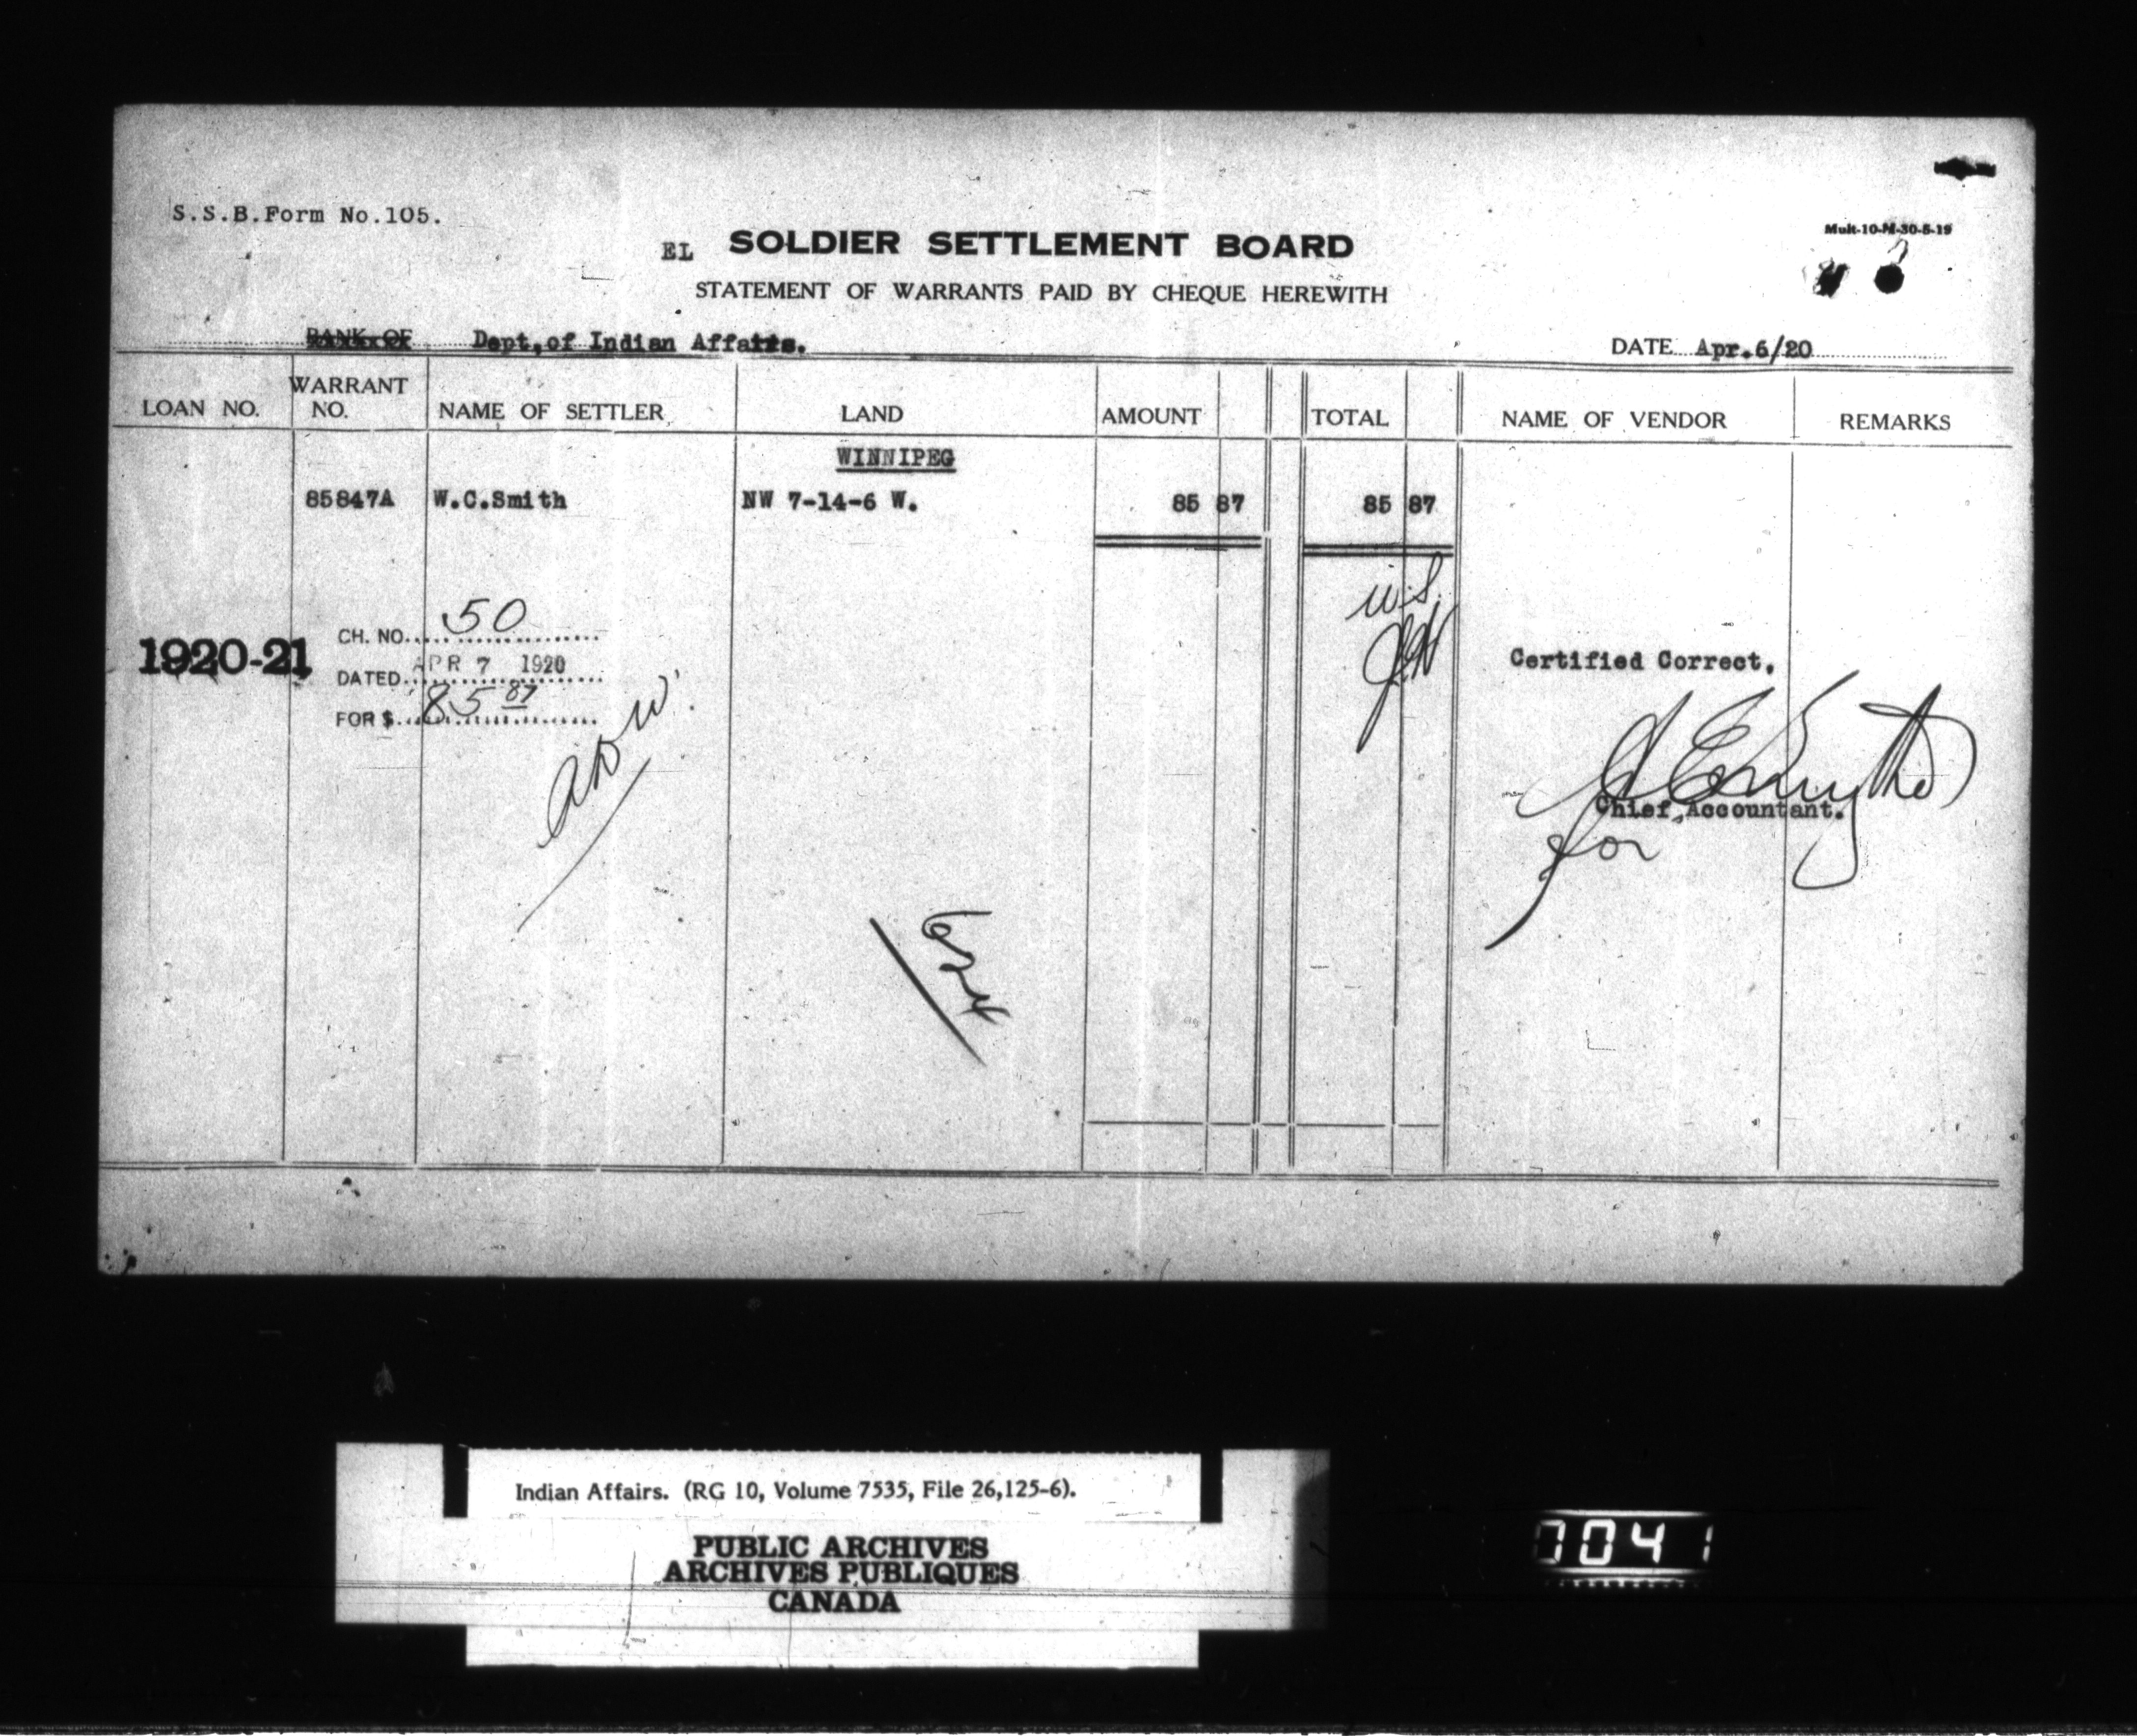 S.S.B.Form No.105.
Mult-10-M-30-5-19
EL SOLDIER SETTLEMENT BOARD
STATEMENT OF WARRANTS PAID BY CHEQUE HEREWITH
BANK OF Dept,of Indian Affairs. DATE Apr.6/20
LOAN NO. WARRANT NO. NAME OF SETTLER LAND AMOUNT TOTAL NAME OF VENDOR REMARKS
WINNIPEG
85847A W.C.Smith NW 7-14-6 W. 85 87 85 87
1920-21
CH. NO. 50
DATED APR 7 1920
FOR $ 85 87
Certified Correct.
Chief Accountant.
for
624
Indian Affairs. (RG 10, Volume 7535, File 26,125-6).
PUBLIC ARCHIVES
ARCHIVES PUBLIQUES
CANADA
0041